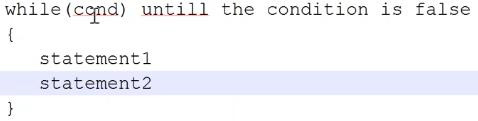 while(cond) untill the condition is false
{
statement1
statement2
}